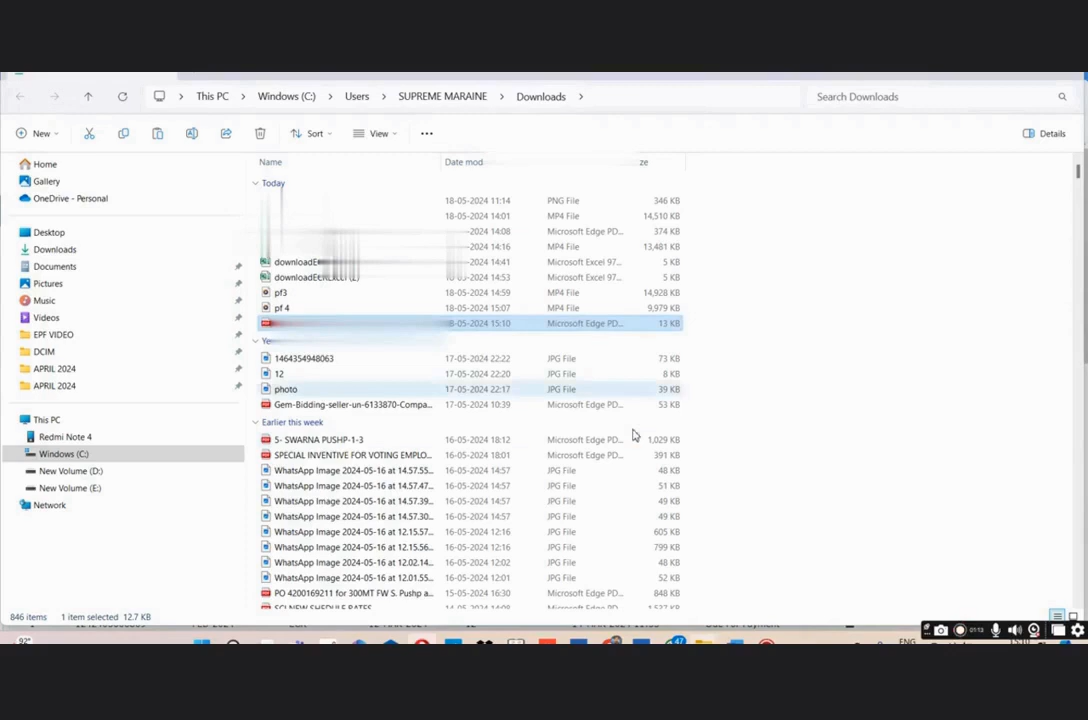 This PC > Windows (C:) > Users > SUPREME MARAINE > Downloads >
Search Downloads
New
Sort
View
Details
Home
Gallery
OneDrive - Personal
Desktop
Downloads
Documents
Pictures
Music
Videos
EPF VIDEO
DCIM
APRIL 2024
APRIL 2024
This PC
Redmi Note 4
Windows (C:)
New Volume (D:)
New Volume (E:)
Network
Name Date mod ze
Today
18-05-2024 11:14 PNG File 346 KB
18-05-2024 14:01 MP4 File 14,510 KB
-2024 14:08 Microsoft Edge PD... 374 KB
-2024 14:16 MP4 File 13,481 KB
downloadE -2024 14:41 Microsoft Excel 97... 5 KB
-2024 14:53 Microsoft Excel 97... 5 KB
pf3 18-05-2024 14:59 MP4 File 14,928 KB
pf 4 18-05-2024 15:07 MP4 File 9,979 KB
8-05-2024 15:10 Microsoft Edge PD... 13 KB
Ye
1464354948063 17-05-2024 22:22 JPG File 73 KB
12 17-05-2024 22:20 JPG File 8 KB
photo 17-05-2024 22:17 JPG File 39 KB
Gem-Bidding-seller-un-6133870-Compa... 17-05-2024 10:39 Microsoft Edge PD... 53 KB
Earlier this week
5- SWARNA PUSHP-1-3 16-05-2024 18:12 Microsoft Edge PD... 1,029 KB
SPECIAL INVENTIVE FOR VOTING EMPLO... 16-05-2024 18:01 Microsoft Edge PD... 391 KB
WhatsApp Image 2024-05-16 at 14.57.55... 16-05-2024 14:57 JPG File 48 KB
WhatsApp Image 2024-05-16 at 14.57.47... 16-05-2024 14:57 JPG File 51 KB
WhatsApp Image 2024-05-16 at 14.57.39... 16-05-2024 14:57 JPG File 49 KB
WhatsApp Image 2024-05-16 at 14.57.30... 16-05-2024 14:57 JPG File 49 KB
WhatsApp Image 2024-05-16 at 12.15.57... 16-05-2024 12:16 JPG File 605 KB
WhatsApp Image 2024-05-16 at 12.15.56... 16-05-2024 12:16 JPG File 799 KB
WhatsApp Image 2024-05-16 at 12.02.14... 16-05-2024 12:02 JPG File 48 KB
WhatsApp Image 2024-05-16 at 12.01.55... 16-05-2024 12:01 JPG File 52 KB
PO 4200169211 for 300MT FW S. Pushp a... 15-05-2024 16:30 Microsoft Edge PD... 848 KB
846 items 1 item selected 12.7 KB
92°
47
ENG
01:13